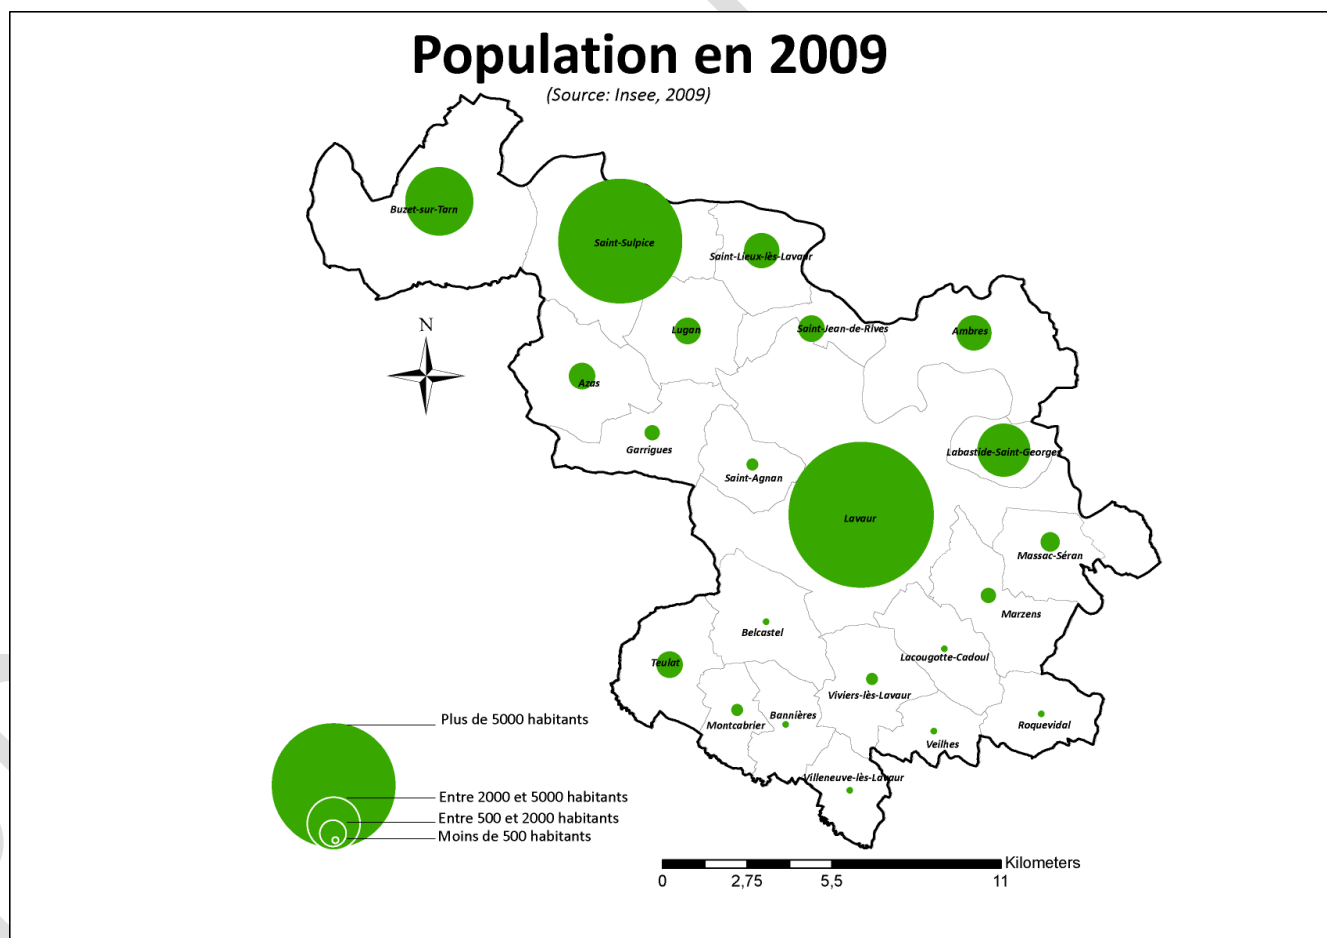 Population en 2009
(Source: Insee, 2009)
Buzet-sur-Tarn
Saint-Sulpice
Saint-Lieux-lès-Lavaur
N
Lugan
Saint-Jean-de-Rives
Ambres
Azas
Garrigues
Saint-Agnan
Labastide-Saint-Georges
Lavaur
Massac-Séran
Marzens
Belcastel
Lacougotte-Cadoul
Teulat
Viviers-lès-Lavaur
Montcabrier
Bannières
Roquevidal
Veilhes
Villeneuve-lès-Lavaur
Plus de 5000 habitants
Entre 2000 et 5000 habitants
Entre 500 et 2000 habitants
Moins de 500 habitants
Kilometers
0 2,75 5,5 11